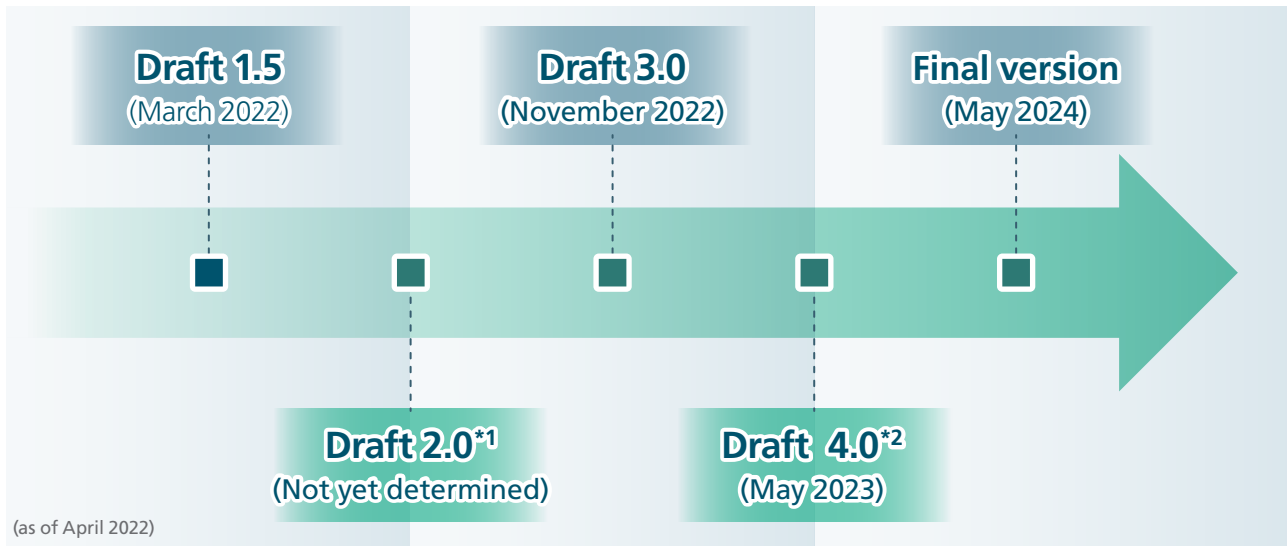 Draft 1.5
(March 2022)
Draft 3.0
(November 2022)
Final version
(May 2024)
Draft 2.0*1
(Not yet determined)
Draft 4.0*2
(May 2023)
(as of April 2022)